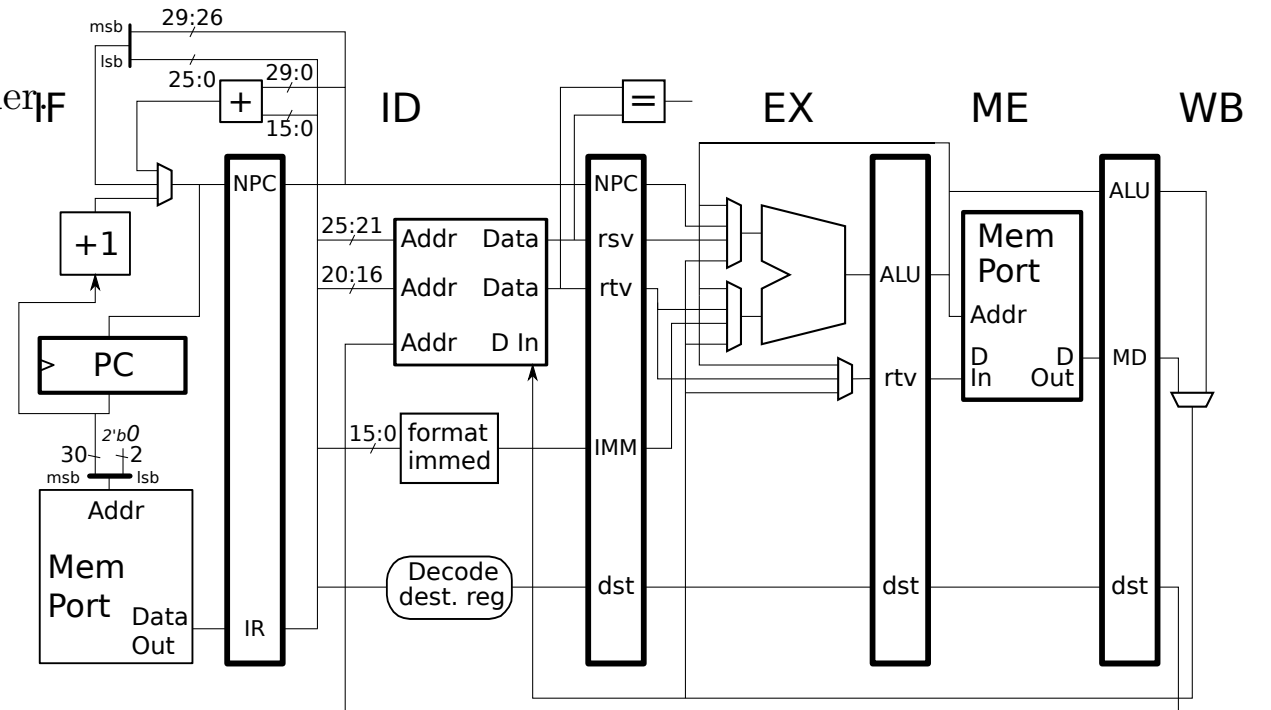 29:26
msb
lsb
25:0
29:0
er.
IF
ID
EX
ME
WB
+
=
15:0
NPC
NPC
ALU
+1
25:21
Addr
Data
rsv
Mem
Port
20:16
Addr
Data
rtv
ALU
Addr
Addr
D In
PC
D
In
D
Out
MD
rtv
2'b0
30
2
msb
lsb
15:0
format
immed
IMM
Addr
Mem
Port
Data
Out
IR
Decode
dest. reg
dst
dst
dst